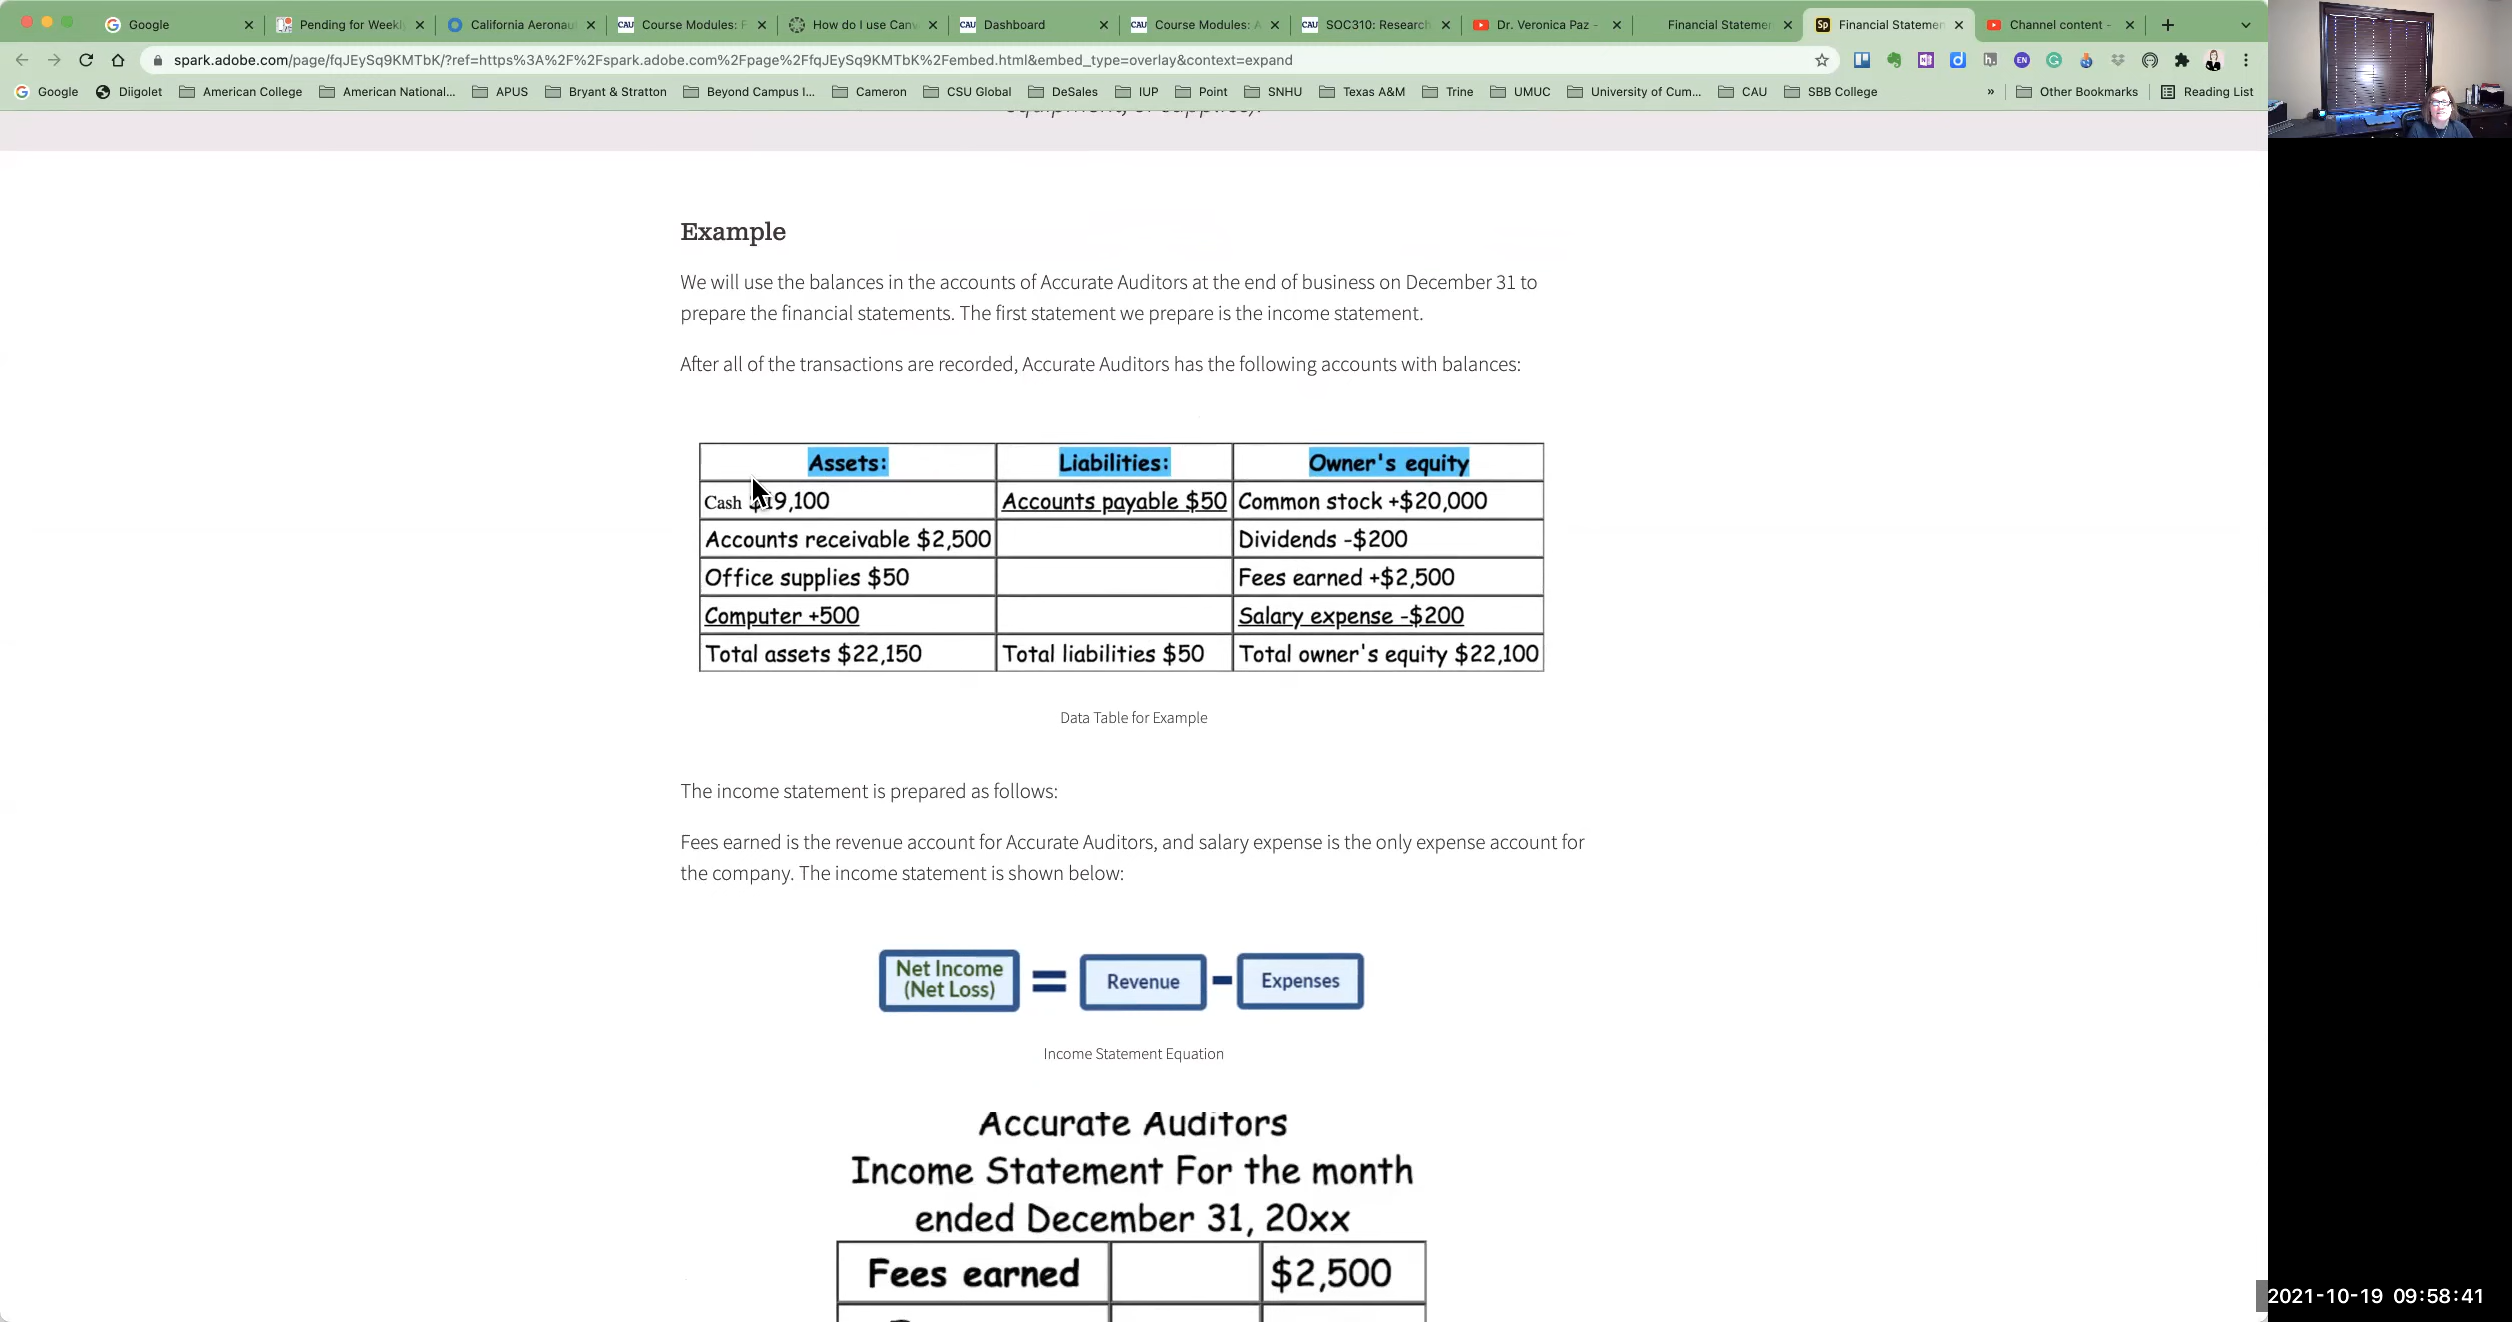 Google
Pending for Weekl
California Aeronau
CAU Course Modules: F
How do I use Canv
CAU Dashboard
CAU Course Modules: A
CAU SOC310: Research
Dr. Veronica Paz -
Financial Statemen
Sp Financial Statemen
Channel content -
spark.adobe.com/page/fqJEySq9KMTbK/?ref=https%3A%2F%2Fspark.adobe.com%2Fpage%2FfqJEySq9KMTbK%2Fembed.html&embed_type=overlay&context=expand
Google Diigolet American College American National... APUS Bryant & Stratton Beyond Campus I... Cameron CSU Global DeSales IUP Point SNHU Texas A&M Trine UMUC University of Cum... CAU SBB College » Other Bookmarks Reading List
equipment, or supplies).
Example
We will use the balances in the accounts of Accurate Auditors at the end of business on December 31 to
prepare the financial statements. The first statement we prepare is the income statement.
After all of the transactions are recorded, Accurate Auditors has the following accounts with balances:
Assets: Liabilities: Owner's equity
Cash $19,100 Accounts payable $50 Common stock +$20,000
Accounts receivable $2,500 Dividends -$200
Office supplies $50 Fees earned +$2,500
Computer +500 Salary expense -$200
Total assets $22,150 Total liabilities $50 Total owner's equity $22,100
Data Table for Example
The income statement is prepared as follows:
Fees earned is the revenue account for Accurate Auditors, and salary expense is the only expense account for
the company. The income statement is shown below:
Net Income
(Net Loss) = Revenue - Expenses
Income Statement Equation
Accurate Auditors
Income Statement For the month
ended December 31, 20xx
Fees earned $2,500
2021-10-19 09:58:41